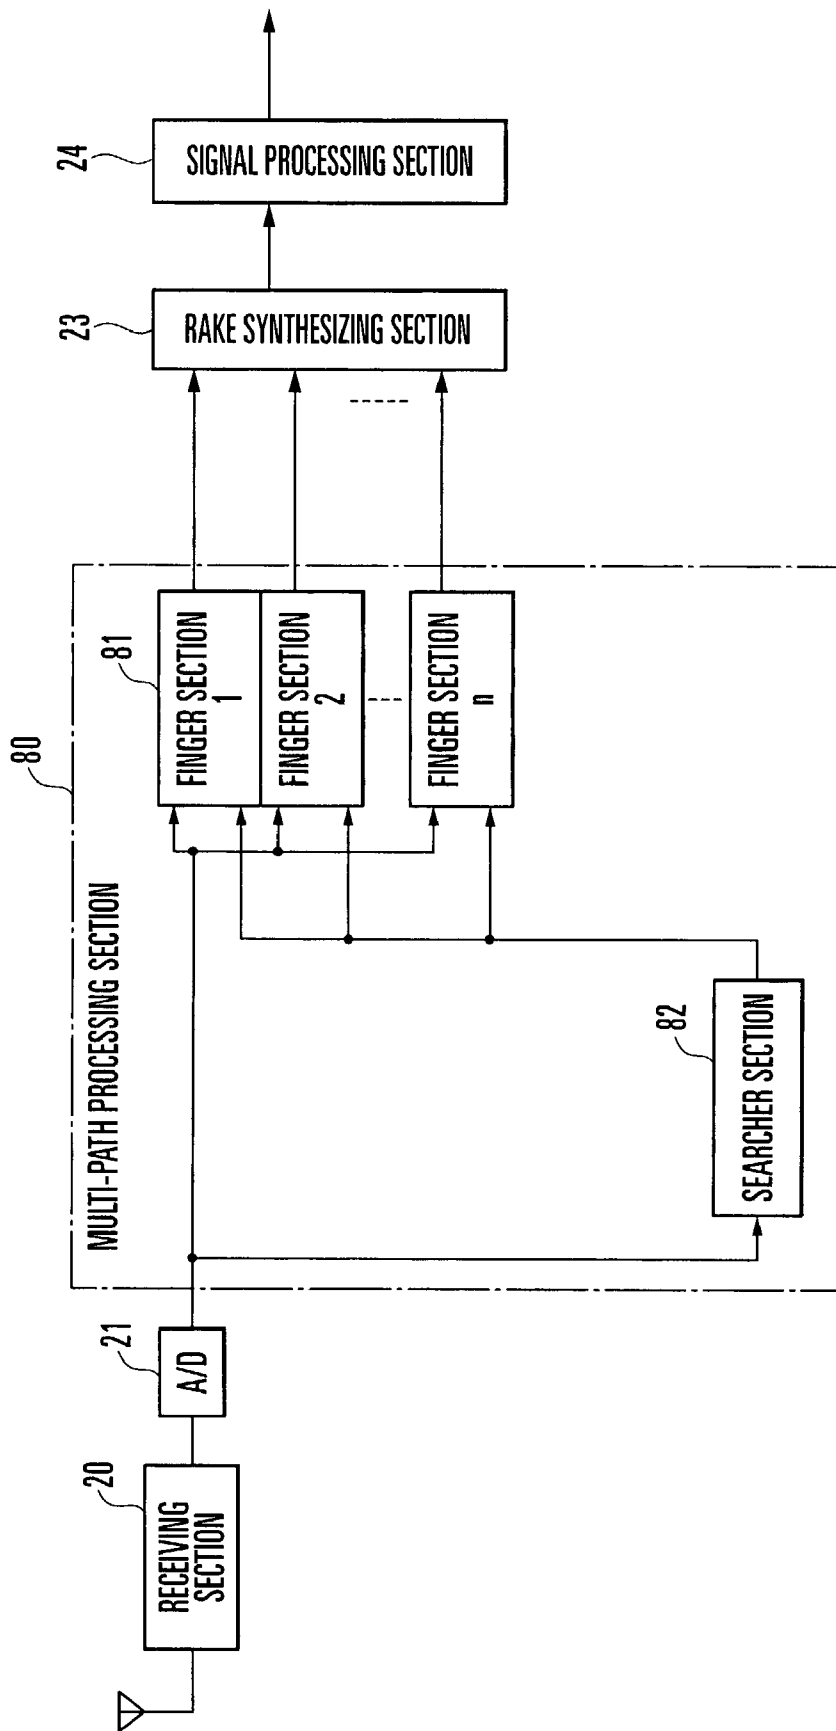 20
RECEIVING
SECTION
21
A/D
80
MULTI-PATH PROCESSING SECTION
81
FINGER SECTION
1
FINGER SECTION
2
FINGER SECTION
n
82
SEARCHER SECTION
23
RAKE SYNTHESIZING SECTION
24
SIGNAL PROCESSING SECTION